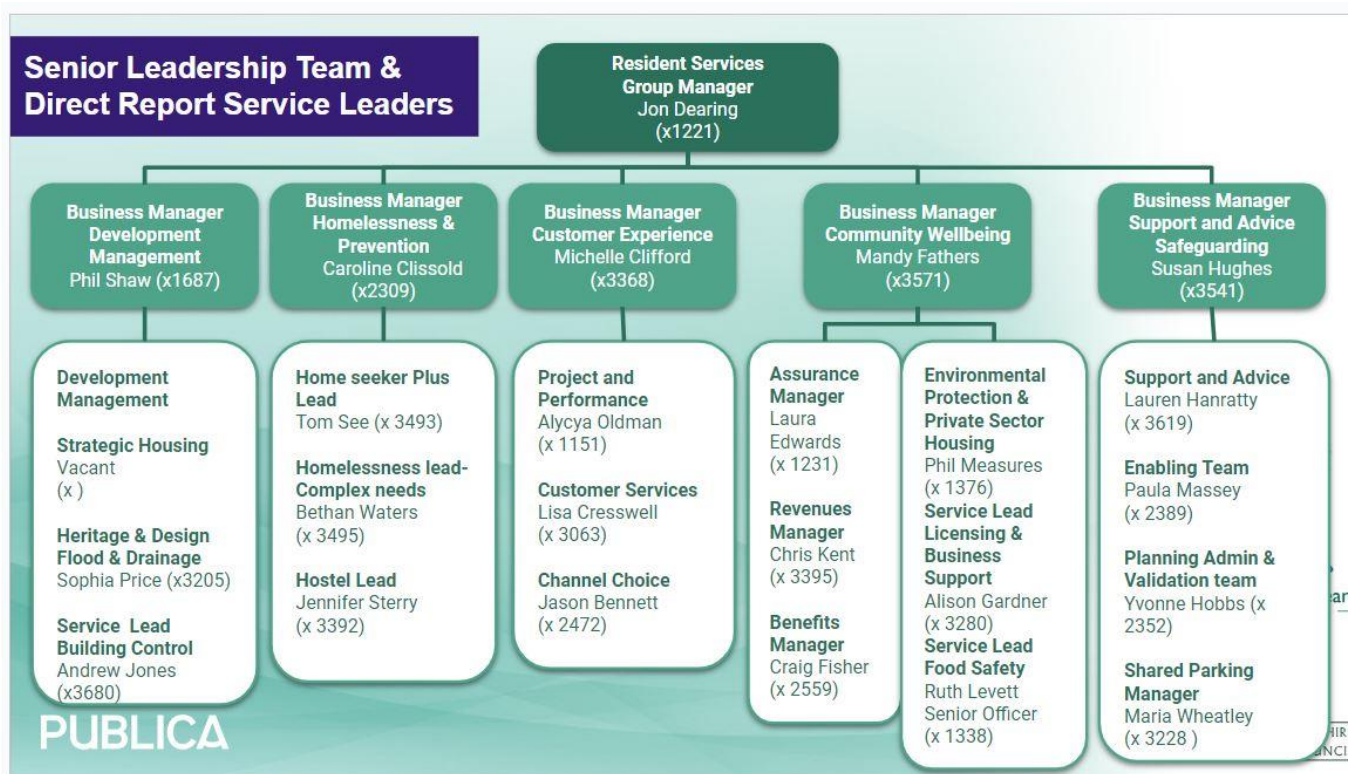 Senior Leadership Team &
Direct Report Service Leaders
Resident Services
Group Manager
Jon Dearing
(x1221)
Business Manager
Development
Management
Phil Shaw (x1687)
Business Manager
Homelessness &
Prevention
Caroline Clissold
(x2309)
Business Manager
Customer Experience
Michelle Clifford
(x3368)
Business Manager
Community Wellbeing
Mandy Fathers
(x3571)
Business Manager
Support and Advice
Safeguarding
Susan Hughes
(x3541)
Development
Management
Strategic Housing
Vacant
(x )
Heritage & Design
Flood & Drainage
Sophia Price (x3205)
Service Lead
Building Control
Andrew Jones
(x3680)
Home seeker Plus
Lead
Tom See (x 3493)
Homelessness lead-
Complex needs
Bethan Waters
(x 3495)
Hostel Lead
Jennifer Sterry
(x 3392)
Project and
Performance
Alycya Oldman
(x 1151)
Customer Services
Lisa Cresswell
(x 3063)
Channel Choice
Jason Bennett
(x 2472)
Assurance
Manager
Laura
Edwards
(x 1231)
Revenues
Manager
Chris Kent
(x 3395)
Benefits
Manager
Craig Fisher
(x 2559)
Environmental
Protection &
Private Sector
Housing
Phil Measures
(x 1376)
Service Lead
Licensing &
Business
Support
Alison Gardner
(x 3280)
Service Lead
Food Safety
Ruth Levett
Senior Officer
(x 1338)
Support and Advice
Lauren Hanratty
(x 3619)
Enabling Team
Paula Massey
(x 2389)
Planning Admin &
Validation team
Yvonne Hobbs (x
2352)
Shared Parking
Manager
Maria Wheatley
(x 3228 )
PUBLICA